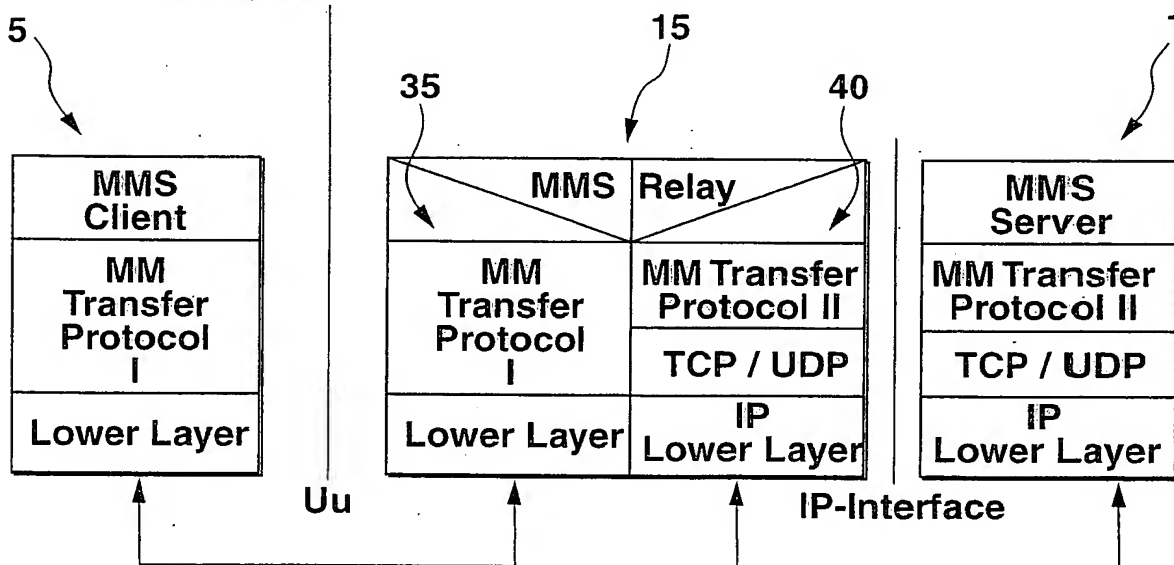 5
15
35
40
MMS
Client
MM
Transfer
Protocol
I
Lower Layer
Uu
MMS Relay
MM
Transfer
Protocol
I
Lower Layer
MM Transfer
Protocol II
TCP / UDP
IP
Lower Layer
IP-Interface
MMS
Server
MM Transfer
Protocol II
TCP / UDP
IP
Lower Layer